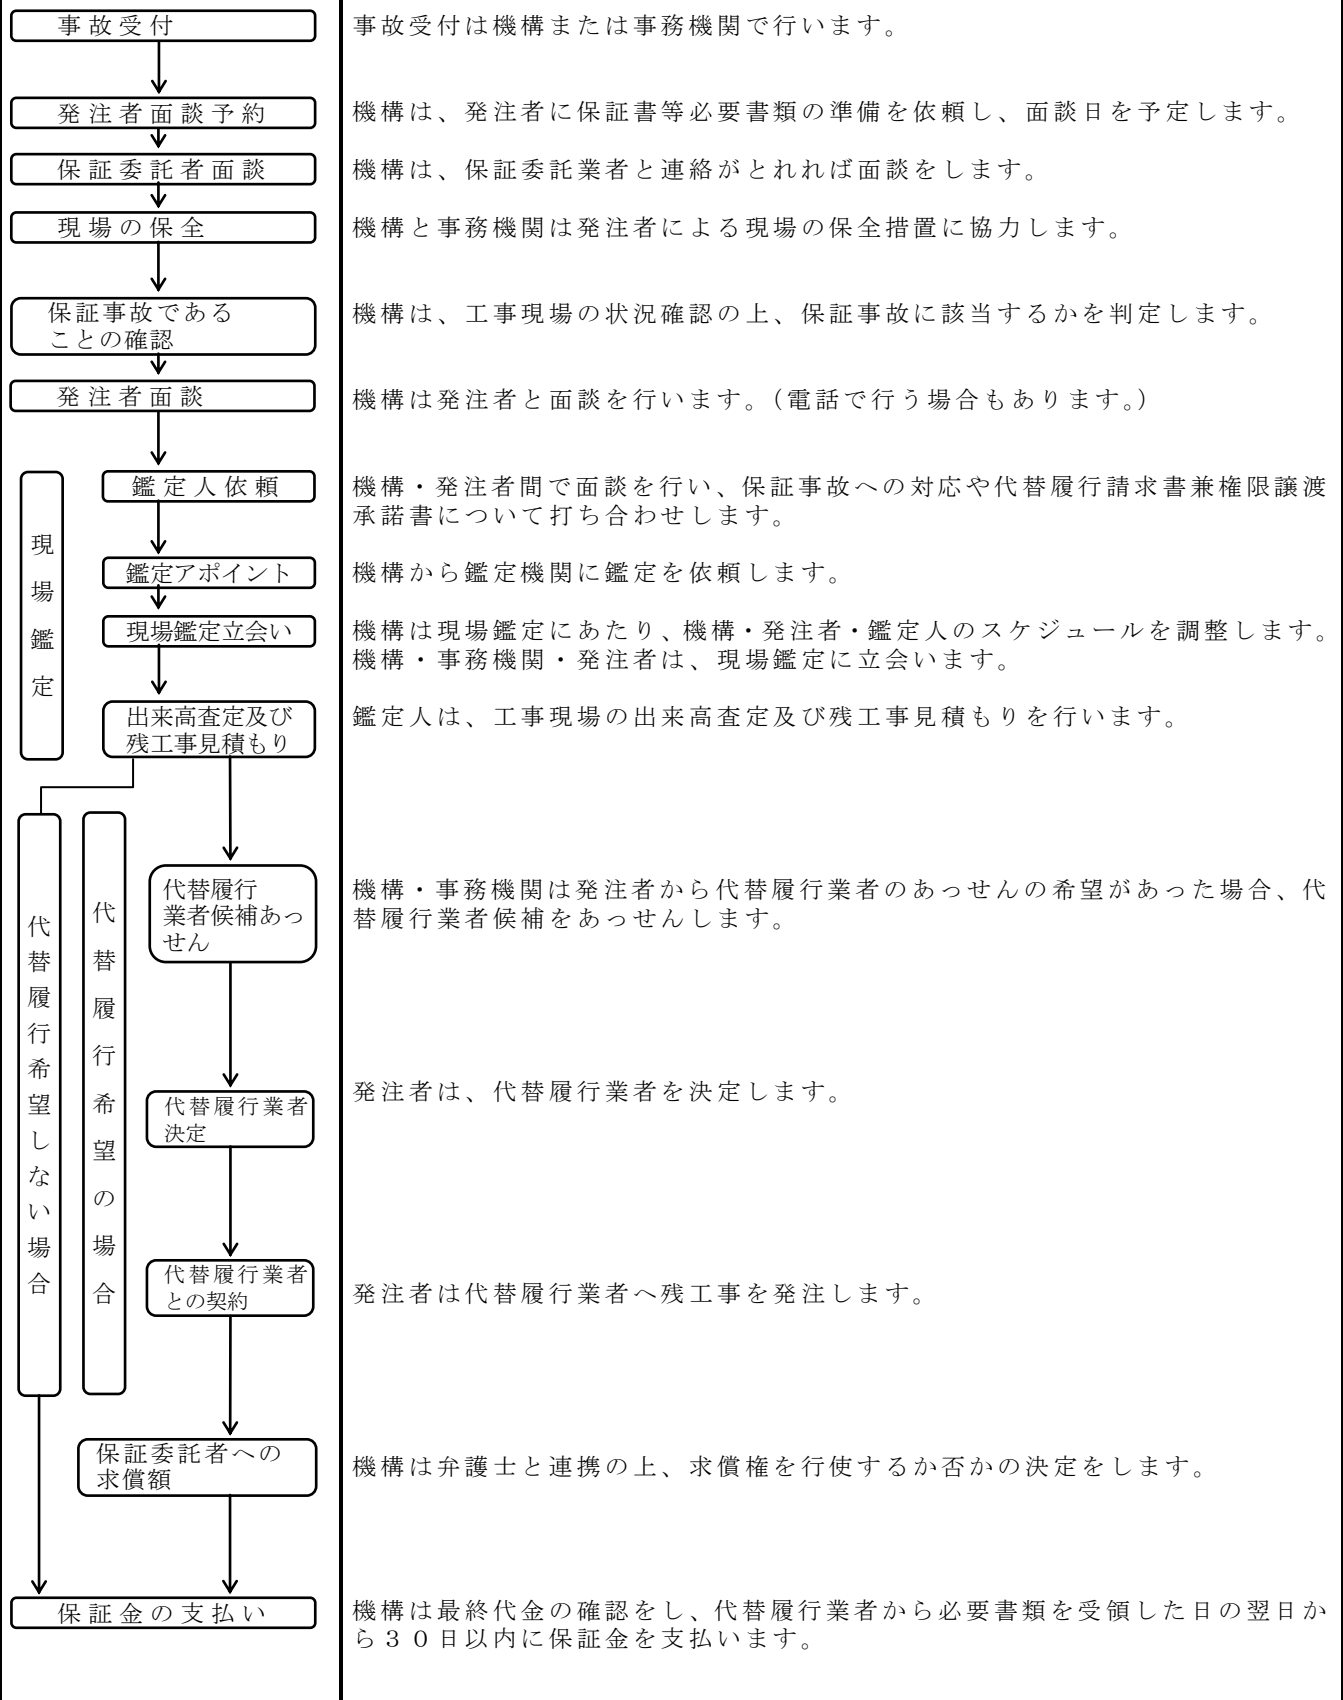 事故受付
事故受付は機構または事務機関で行います。
発注者面談予約
機構は、発注者に保証書等必要書類の準備を依頼し、面談日を予定します。
保証委託者面談
機構は、保証委託業者と連絡がとれれば面談をします。
現場の保全
機構と事務機関は発注者による現場の保全措置に協力します。
保証事故である
ことの確認
機構は、工事現場の状況確認の上、保証事故に該当するかを判定します。
発注者面談
機構は発注者と面談を行います。（電話で行う場合もあります。）
現場鑑定
鑑定人依頼
機構・発注者間で面談を行い、保証事故への対応や代替履行請求書兼権限譲渡
承諾書について打ち合わせします。
鑑定アポイント
機構から鑑定機関に鑑定を依頼します。
現場鑑定立会い
機構は現場鑑定にあたり、機構・発注者・鑑定人のスケジュールを調整します。
機構・事務機関・発注者は、現場鑑定に立会います。
出来高査定及び
残工事見積もり
鑑定人は、工事現場の出来高査定及び残工事見積もりを行います。
代替履行希望しない場合
代替履行希望の場合
代替履行
業者候補あっ
せん
機構・事務機関は発注者から代替履行業者のあっせんの希望があった場合、代
替履行業者候補をあっせんします。
代替履行業者
決定
発注者は、代替履行業者を決定します。
代替履行業者
との契約
発注者は代替履行業者へ残工事を発注します。
保証委託者への
求償額
機構は弁護士と連携の上、求償権を行使するか否かの決定をします。
保証金の支払い
機構は最終代金の確認をし、代替履行業者から必要書類を受領した日の翌日か
ら３０日以内に保証金を支払います。